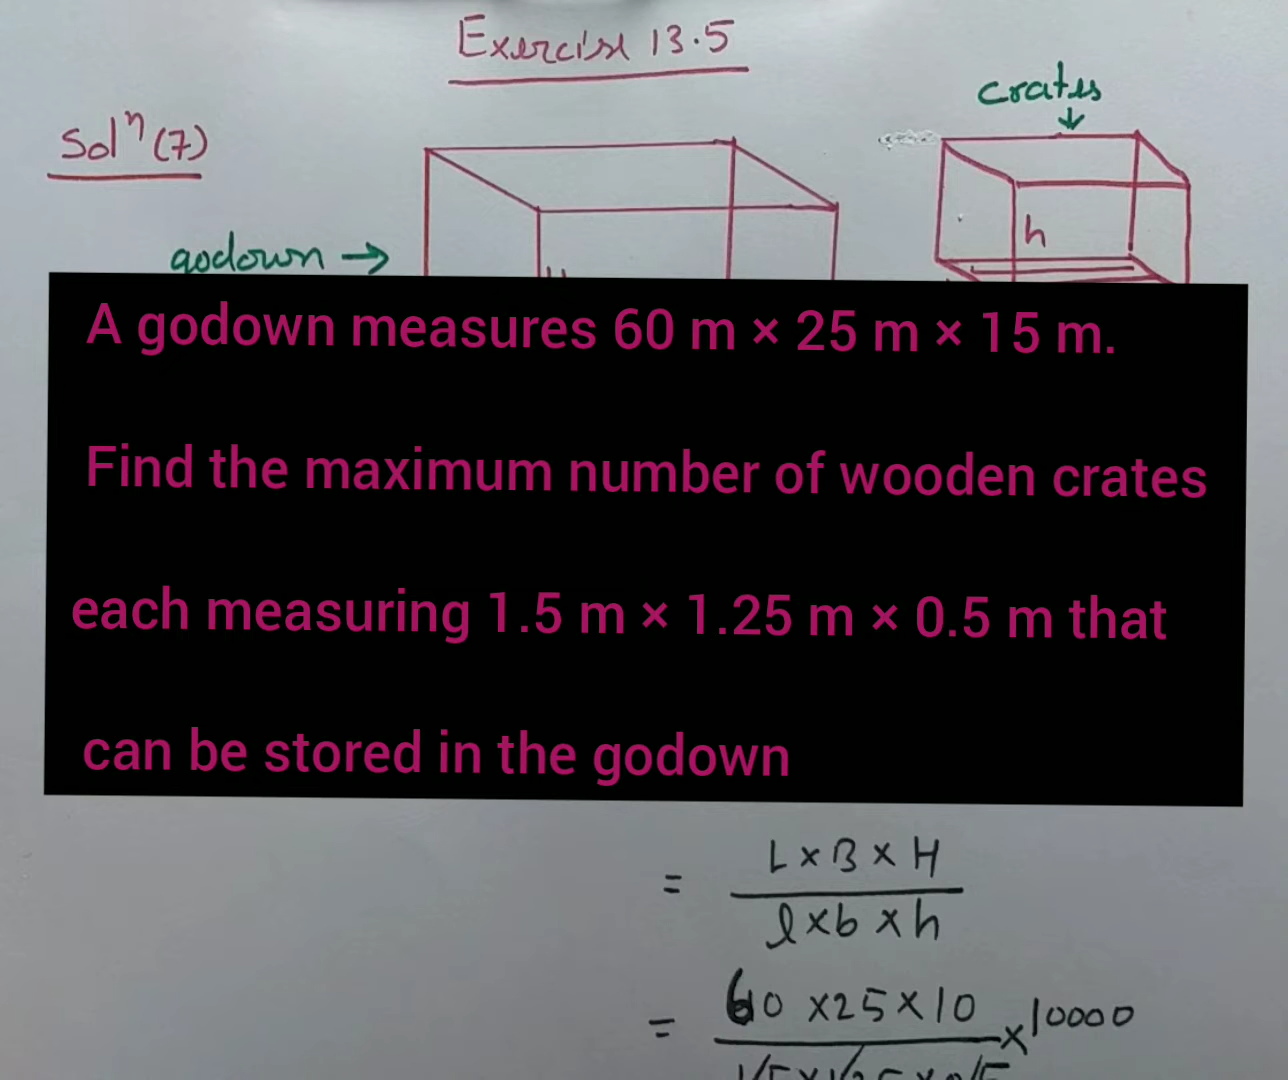 Exercise 13.5
crates
Solⁿ (7)
h
godown →
A godown measures 60 m × 25 m × 15 m.
Find the maximum number of wooden crates
each measuring 1.5 m × 1.25 m × 0.5 m that
can be stored in the godown
= L × B × H
l × b × h
= 60 × 25 × 10 × 10000